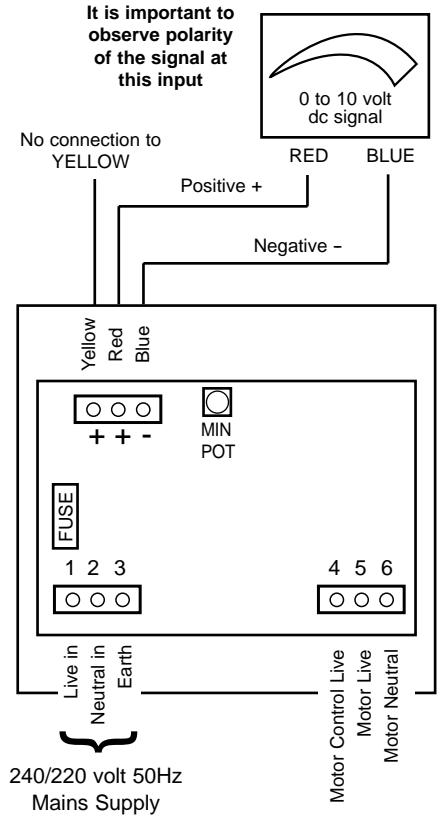 It is important to
observe polarity
of the signal at
this input
0 to 10 volt
dc signal
No connection to
YELLOW
RED
BLUE
Positive +
Negative -
Yellow
Red
Blue
+ + -
MIN
POT
FUSE
1 2 3
4 5 6
Live in
Neutral in
Earth
Motor Control Live
Motor Live
Motor Neutral
240/220 volt 50Hz
Mains Supply